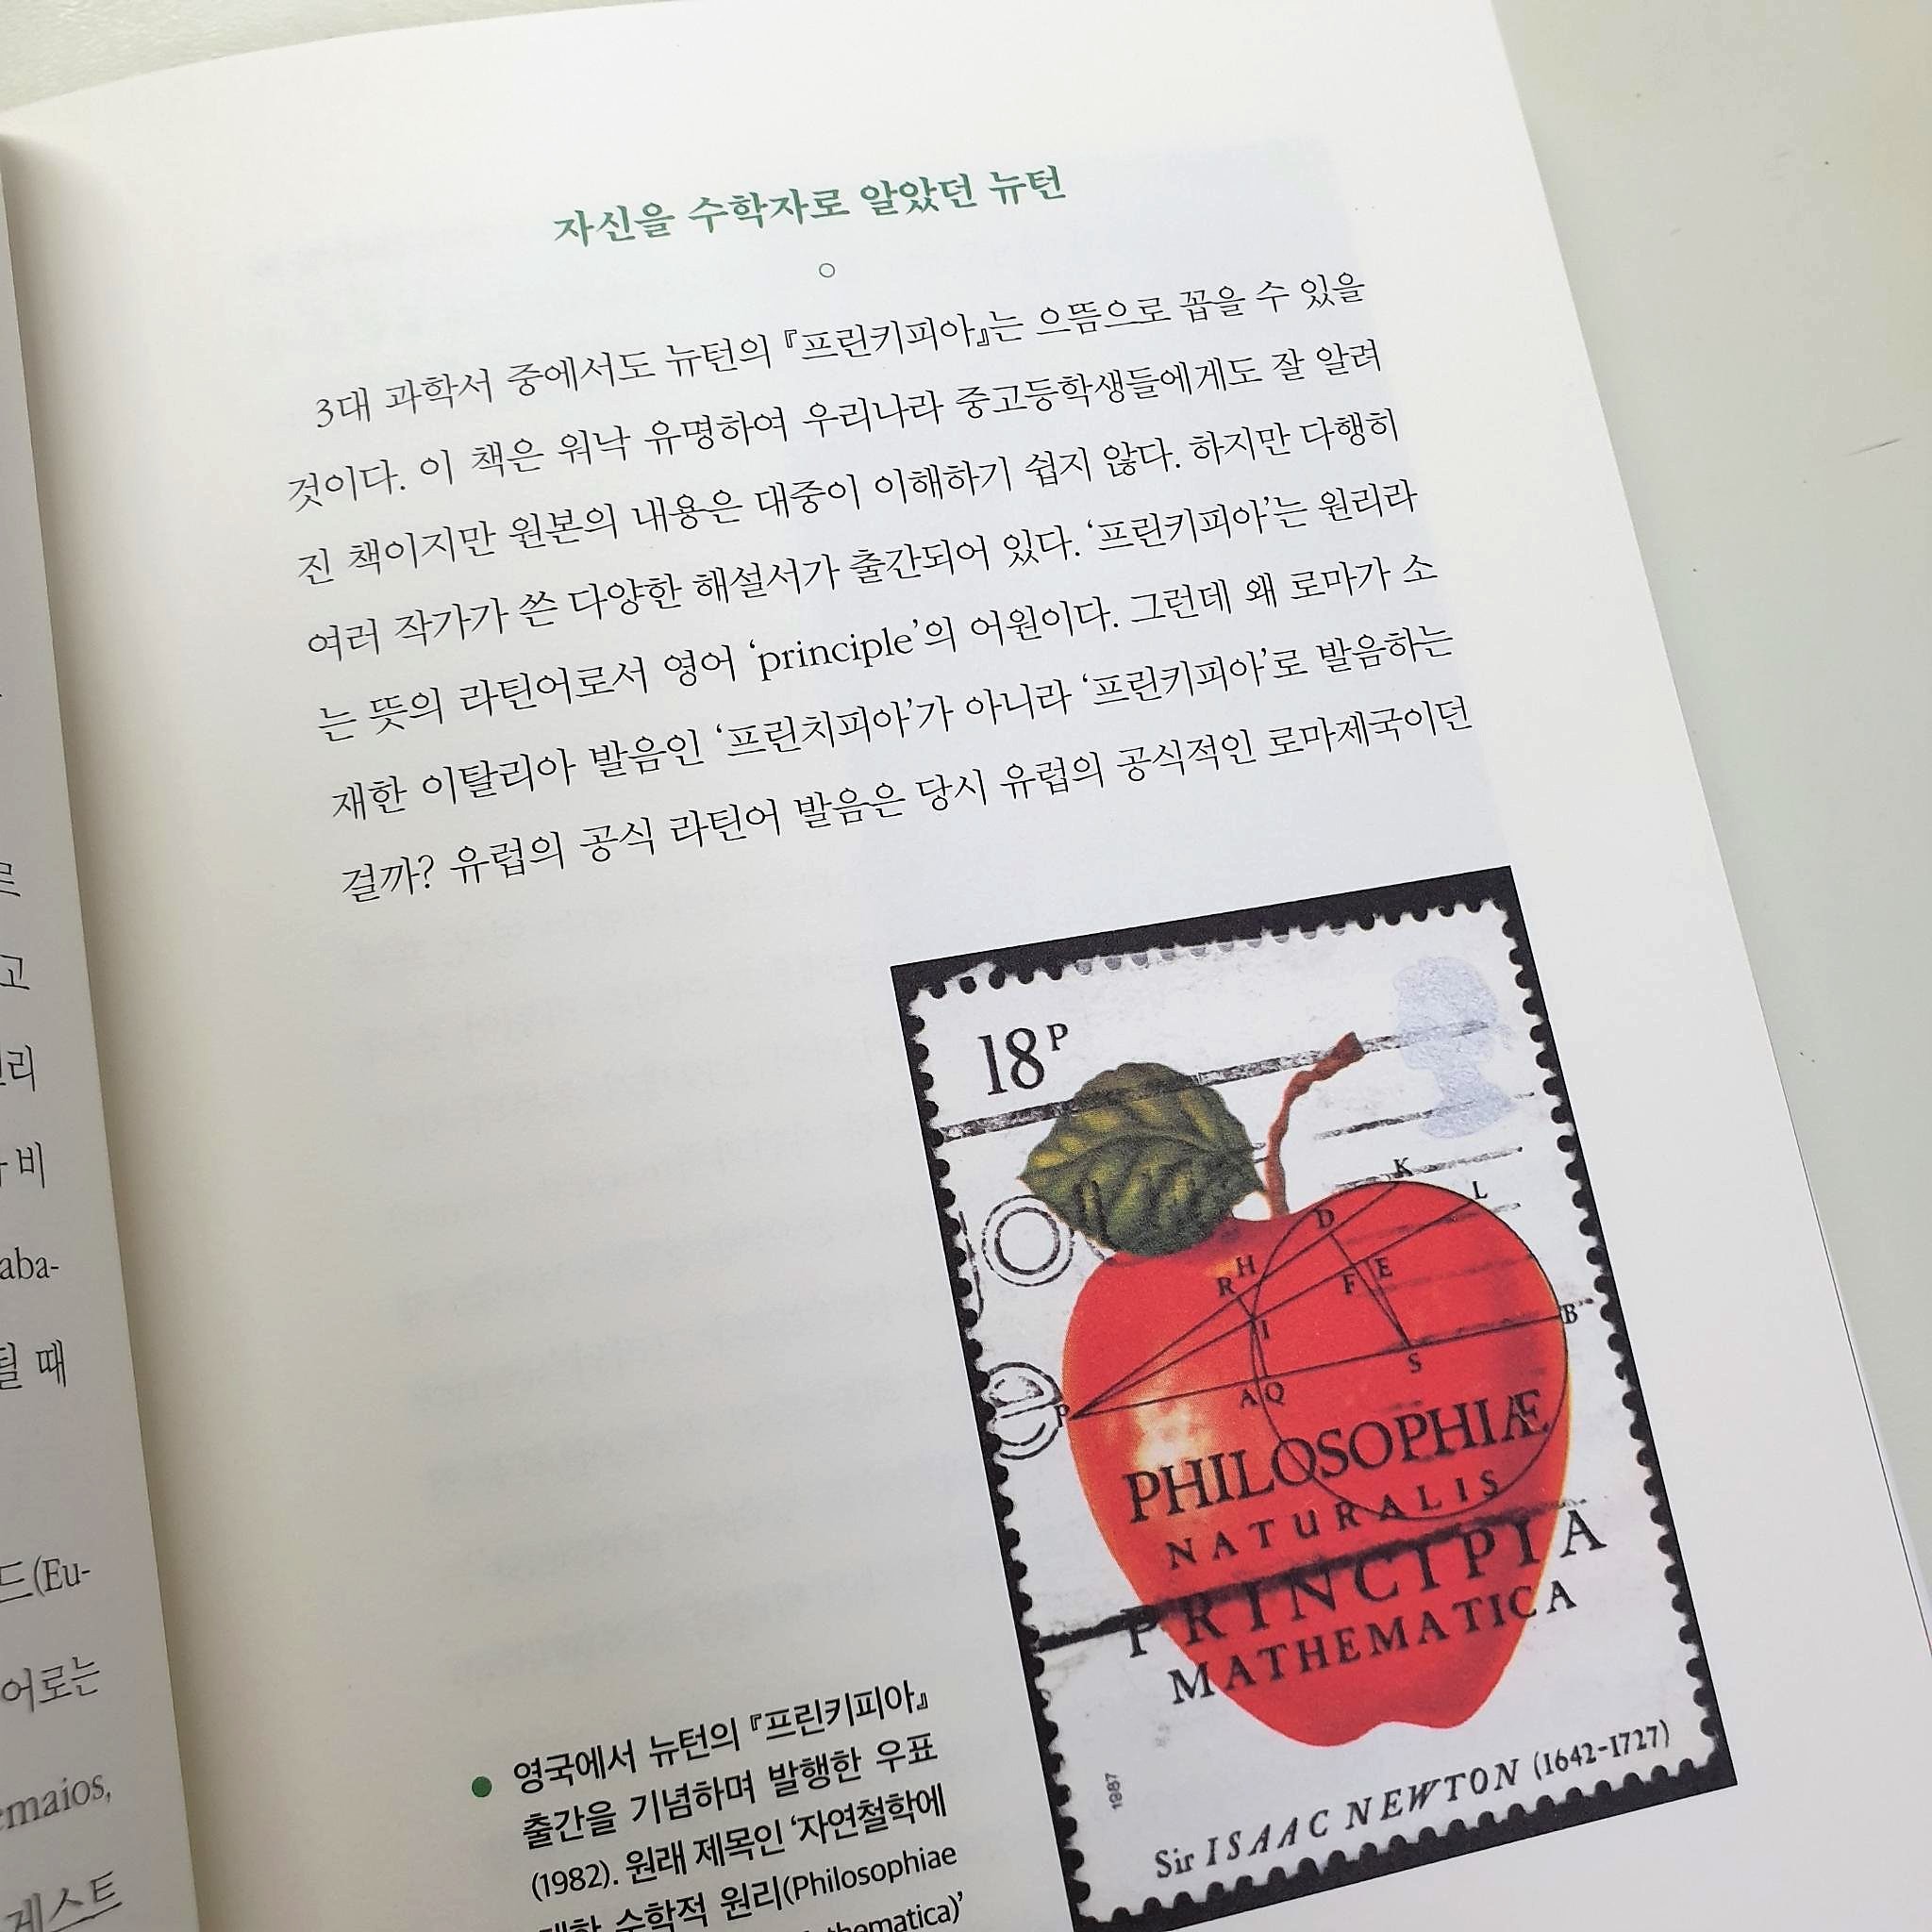 자신을 수학자로 알았던 뉴턴
3대 과학서 중에서도 뉴턴의 『프린키피아』는 으뜸으로 꼽을 수 있을
것이다. 이 책은 워낙 유명하여 우리나라 중고등학생들에게도 잘 알려
진 책이지만 원본의 내용은 대중이 이해하기 쉽지 않다. 하지만 다행히
여러 작가가 쓴 다양한 해설서가 출간되어 있다. ‘프린키피아’는 원리라
는 뜻의 라틴어로서 영어 ‘principle’의 어원이다. 그런데 왜 로마가 소
재한 이탈리아 발음인 ‘프린치피아’가 아니라 ‘프린키피아’로 발음하는
걸까? 유럽의 공식 라틴어 발음은 당시 유럽의 공식적인 로마제국이던
18P
K
L
D
H
R
F E
I
B
S
A Q
P
PHILOSOPHIÆ
NATURALIS
PRINCIPIA
MATHEMATICA
1987
Sir ISAAC NEWTON (1642-1727)
영국에서 뉴턴의 『프린키피아』
출간을 기념하며 발행한 우표
(1982). 원래 제목인 ‘자연철학에
수학적 원리(Philosophiae
고
비
aba-
때
드(Eu-
어로는
emaios,
게스트